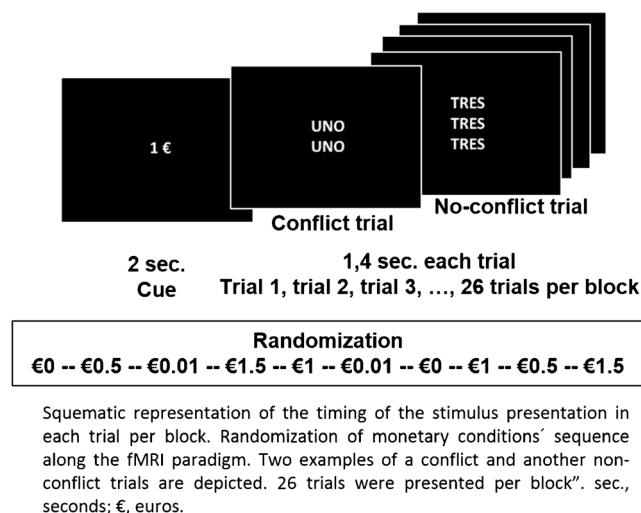 1 €
UNO
UNO
TRES
TRES
TRES
Conflict trial
No-conflict trial
2 sec.
Cue
1,4 sec. each trial
Trial 1, trial 2, trial 3, ..., 26 trials per block
Randomization
€0 -- €0.5 -- €0.01 -- €1.5 -- €1 -- €0.01 -- €0 -- €1 -- €0.5 -- €1.5
Squematic representation of the timing of the stimulus presentation in
each trial per block. Randomization of monetary conditions´ sequence
along the fMRI paradigm. Two examples of a conflict and another non-
conflict trials are depicted. 26 trials were presented per block”. sec.,
seconds; €, euros.